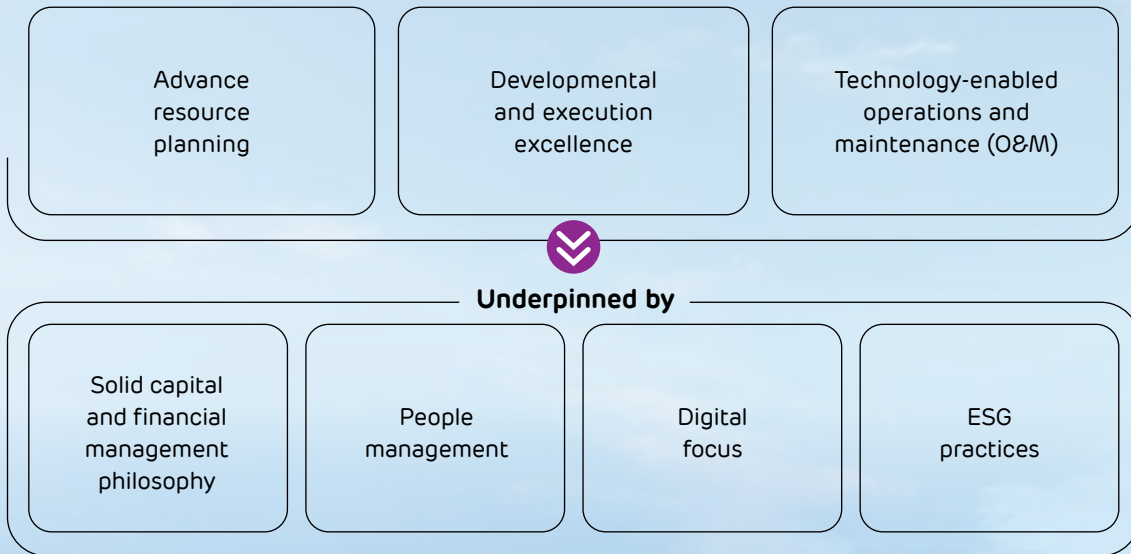 Advance
resource
planning
Developmental
and execution
excellence
Technology-enabled
operations and
maintenance (O&M)
Underpinned by
Solid capital
and financial
management
philosophy
People
management
Digital
focus
ESG
practices